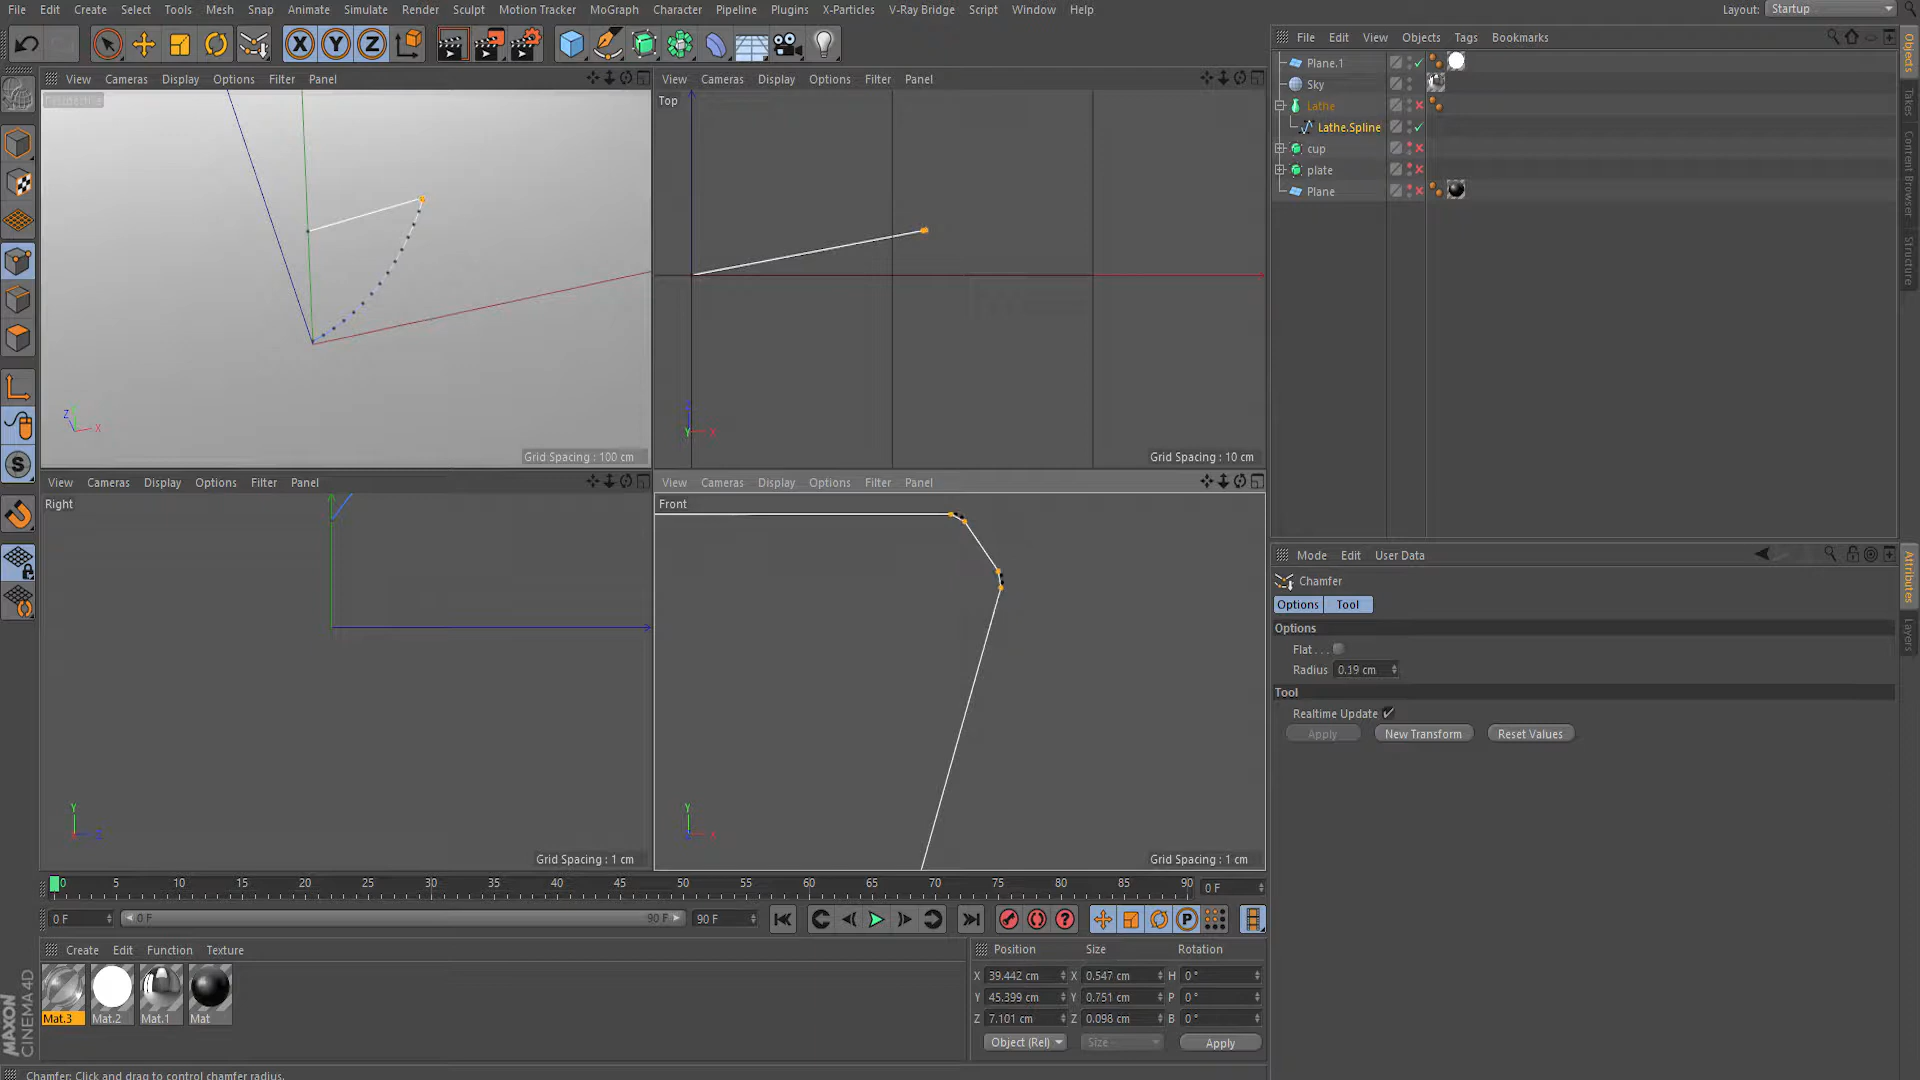 File Edit Create Select Tools Mesh Snap Animate Simulate Render Sculpt Motion Tracker MoGraph Character Pipeline Plugins X-Particles V-Ray Bridge Script Window Help Layout: Startup
File Edit View Objects Tags Bookmarks
View Cameras Display Options Filter Panel
View Cameras Display Options Filter Panel
Perspective
Top
Plane.1
Sky
Lathe
Lathe.Spline
cup
plate
Plane
Objects
Takes
Content Browser
Structure
Z X
Z Y X
Grid Spacing : 100 cm
Grid Spacing : 10 cm
View Cameras Display Options Filter Panel
View Cameras Display Options Filter Panel
Right
Front
Y Z
Y X
Grid Spacing : 1 cm
Grid Spacing : 1 cm
Mode Edit User Data
Chamfer
Options Tool
Options
Flat . . .
Radius 0.19 cm
Tool
Realtime Update
Apply New Transform Reset Values
Attributes
Layers
0 5 10 15 20 25 30 35 40 45 50 55 60 65 70 75 80 85 90 0 F
0 F 0 F 90 F 90 F
Create Edit Function Texture
Mat.3 Mat.2 Mat.1 Mat
Position Size Rotation
X 39.442 cm X 0.547 cm H 0°
Y 45.399 cm Y 0.751 cm P 0°
Z 7.101 cm Z 0.098 cm B 0°
Object (Rel) Size Apply
MAXON
CINEMA 4D
Chamfer: Click and drag to control chamfer radius.